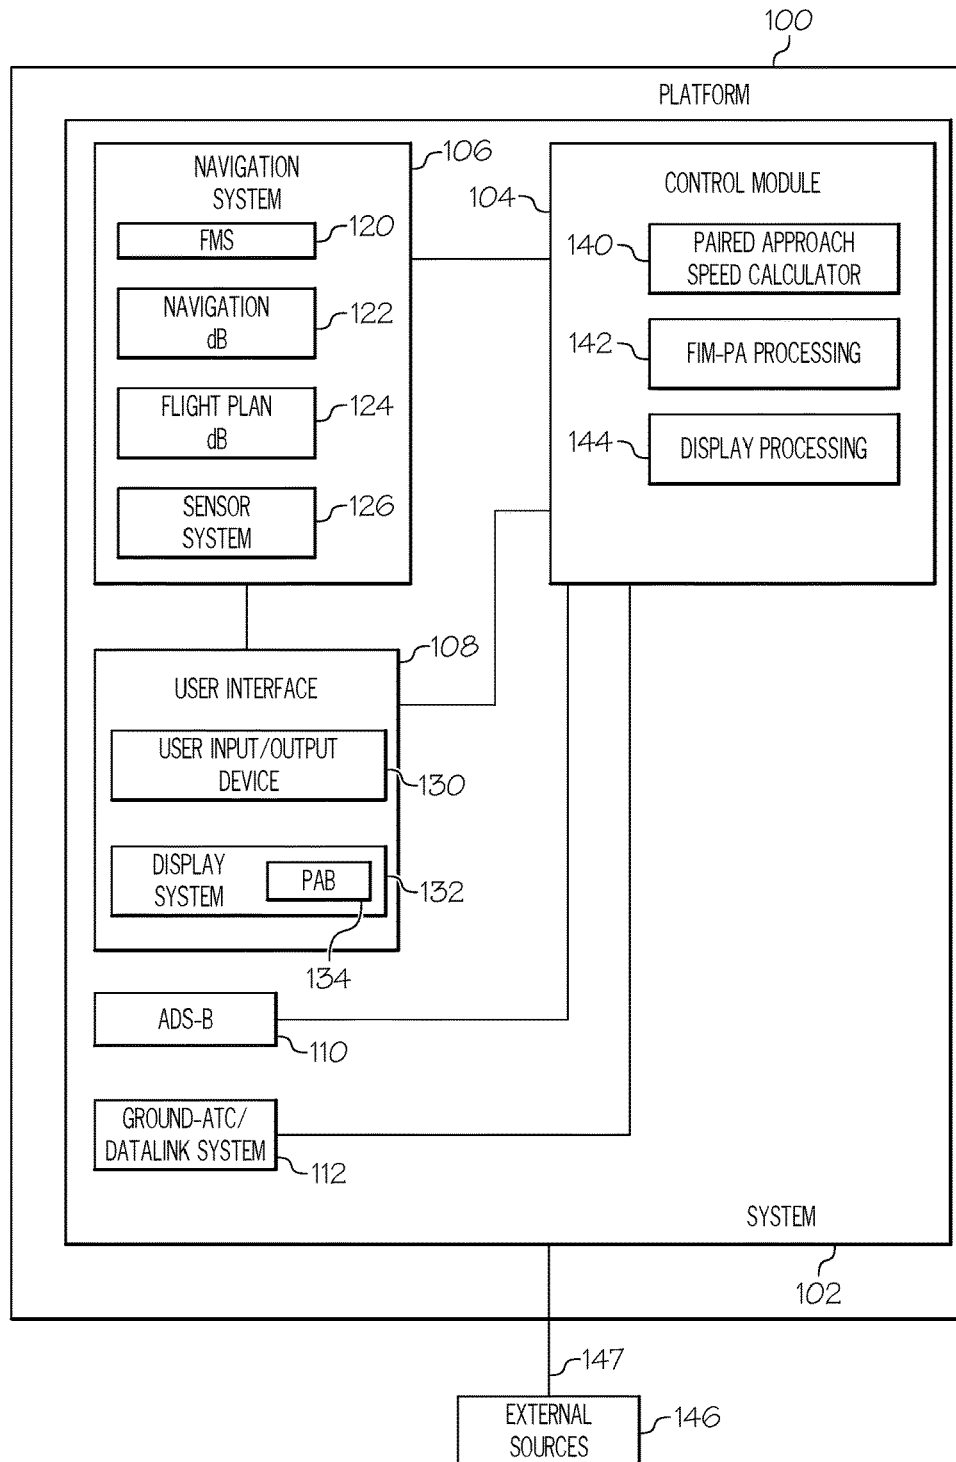 100
PLATFORM
NAVIGATION
SYSTEM
106
FMS
120
NAVIGATION
dB
122
FLIGHT PLAN
dB
124
SENSOR
SYSTEM
126
104
CONTROL MODULE
140
PAIRED APPROACH
SPEED CALCULATOR
142
FIM-PA PROCESSING
144
DISPLAY PROCESSING
108
USER INTERFACE
USER INPUT/OUTPUT
DEVICE
130
DISPLAY
SYSTEM
PAB
132
134
ADS-B
110
GROUND-ATC/
DATALINK SYSTEM
112
SYSTEM
102
147
EXTERNAL
SOURCES
146